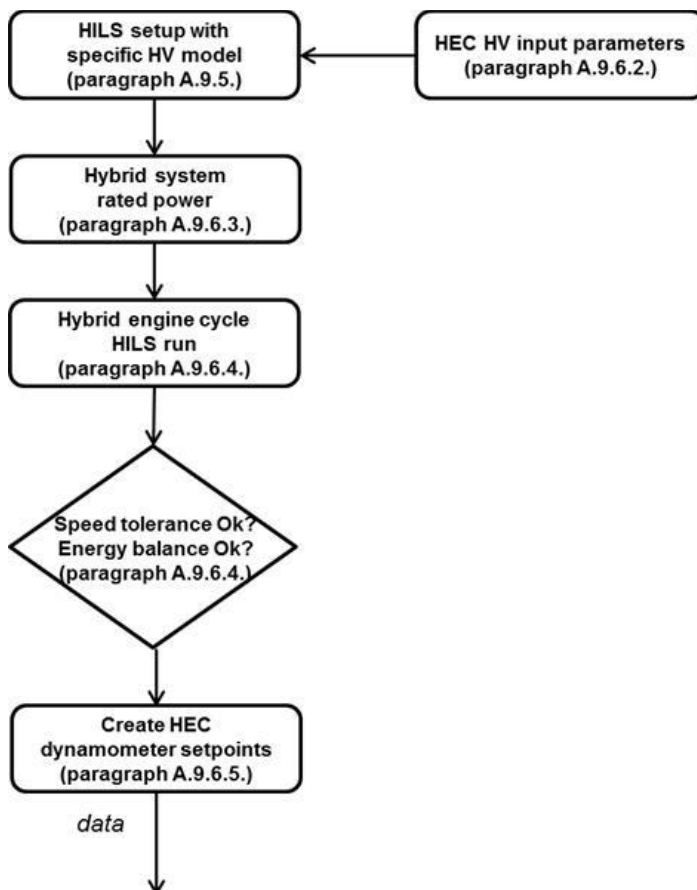 HILS setup with
specific HV model
(paragraph A.9.5.)
HEC HV input parameters
(paragraph A.9.6.2.)
Hybrid system
rated power
(paragraph A.9.6.3.)
Hybrid engine cycle
HILS run
(paragraph A.9.6.4.)
Speed tolerance Ok?
Energy balance Ok?
(paragraph A.9.6.4.)
Create HEC
dynamometer setpoints
(paragraph A.9.6.5.)
data